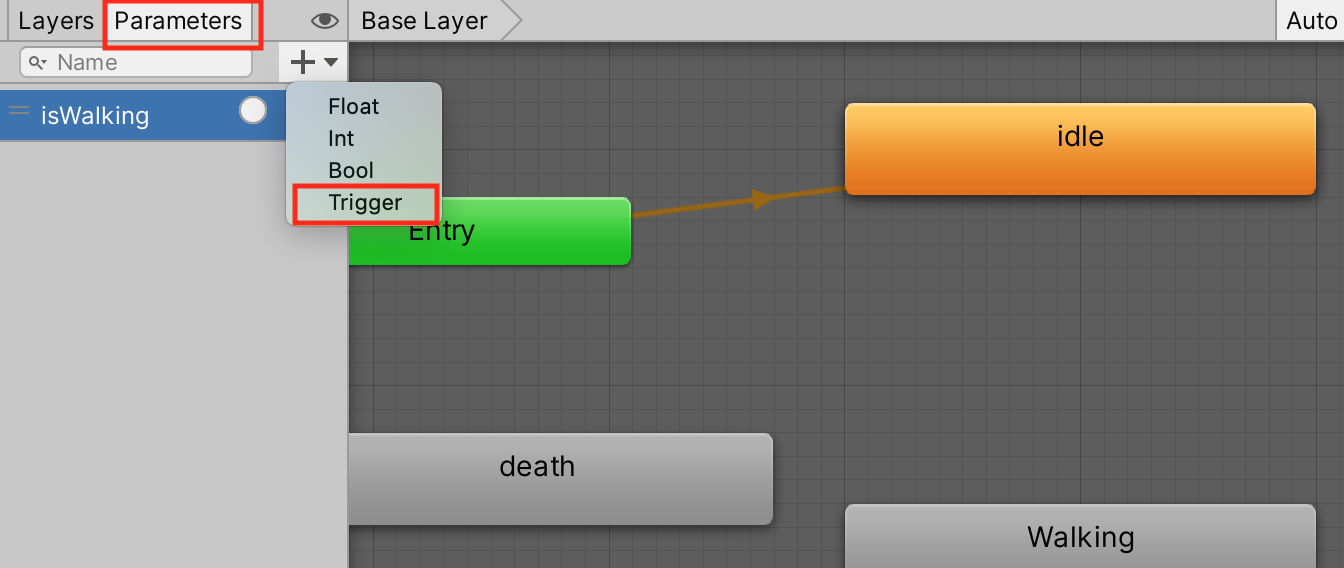 Layers Parameters Base Layer Auto
Name
isWalking
Float
Int
Bool
Trigger
idle
Entry
death
Walking